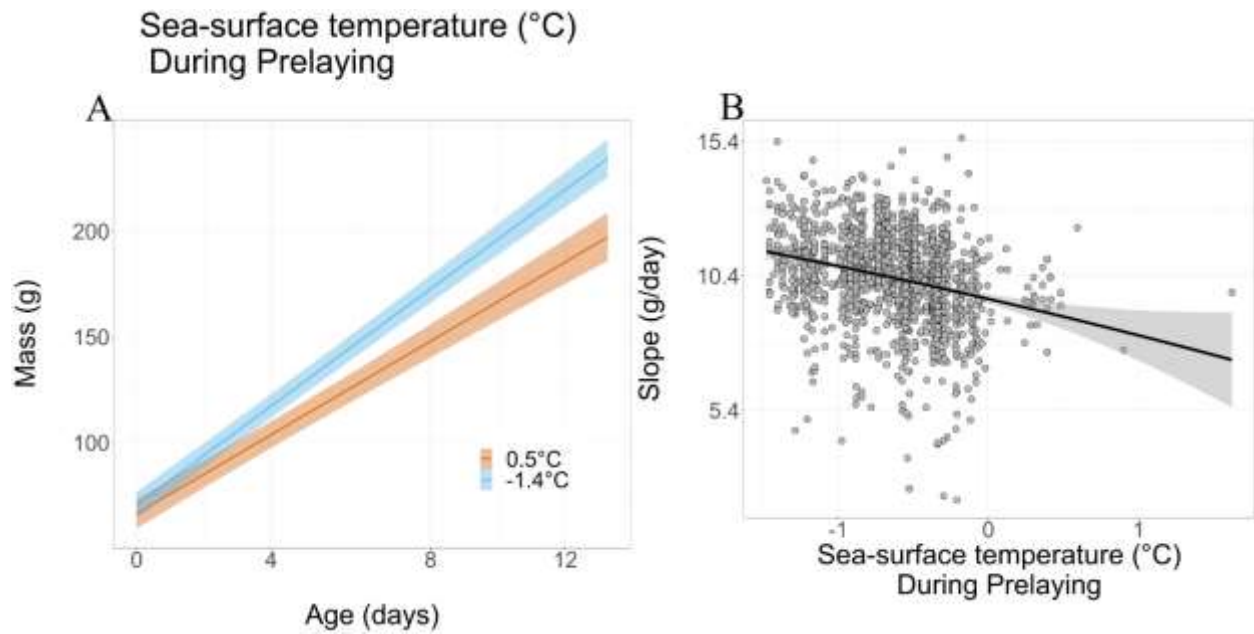 Sea-surface temperature (°C)
During Prelaying
A
200
150
100
Mass (g)
0.5°C
-1.4°C
0 4 8 12
Age (days)
B
15.4
10.4
5.4
Slope (g/day)
-1 0 1
Sea-surface temperature (°C)
During Prelaying